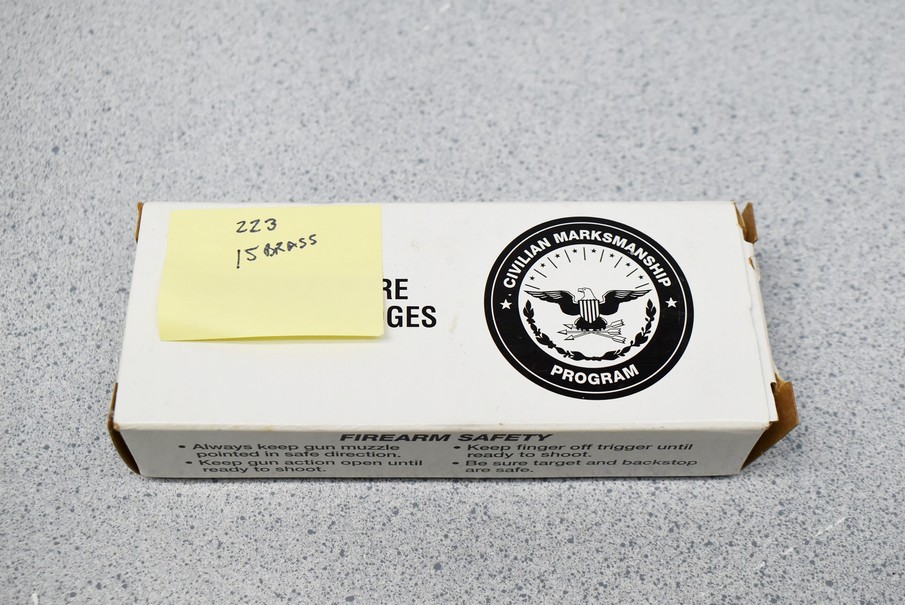 223
15 BRASS
RE
GES
CIVILIAN MARKSMANSHIP
PROGRAM
FIREARM SAFETY
• Always keep gun muzzle
pointed in safe direction.
• Keep gun action open until
ready to shoot.
• Keep finger off trigger until
ready to shoot.
• Be sure target and backstop
are safe.